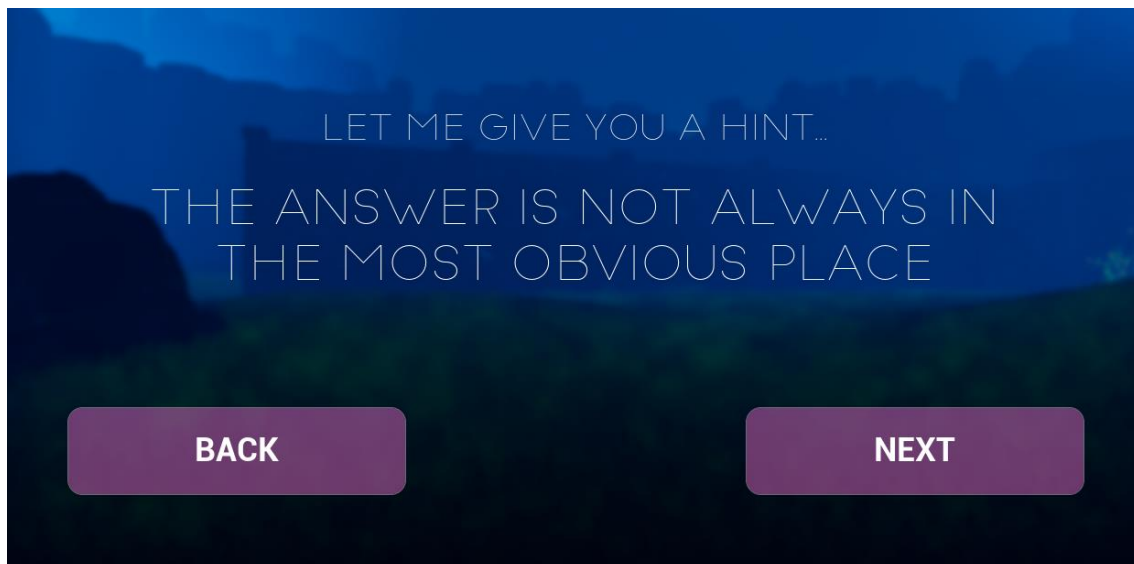 LET ME GIVE YOU A HINT...
THE ANSWER IS NOT ALWAYS IN
THE MOST OBVIOUS PLACE
BACK
NEXT